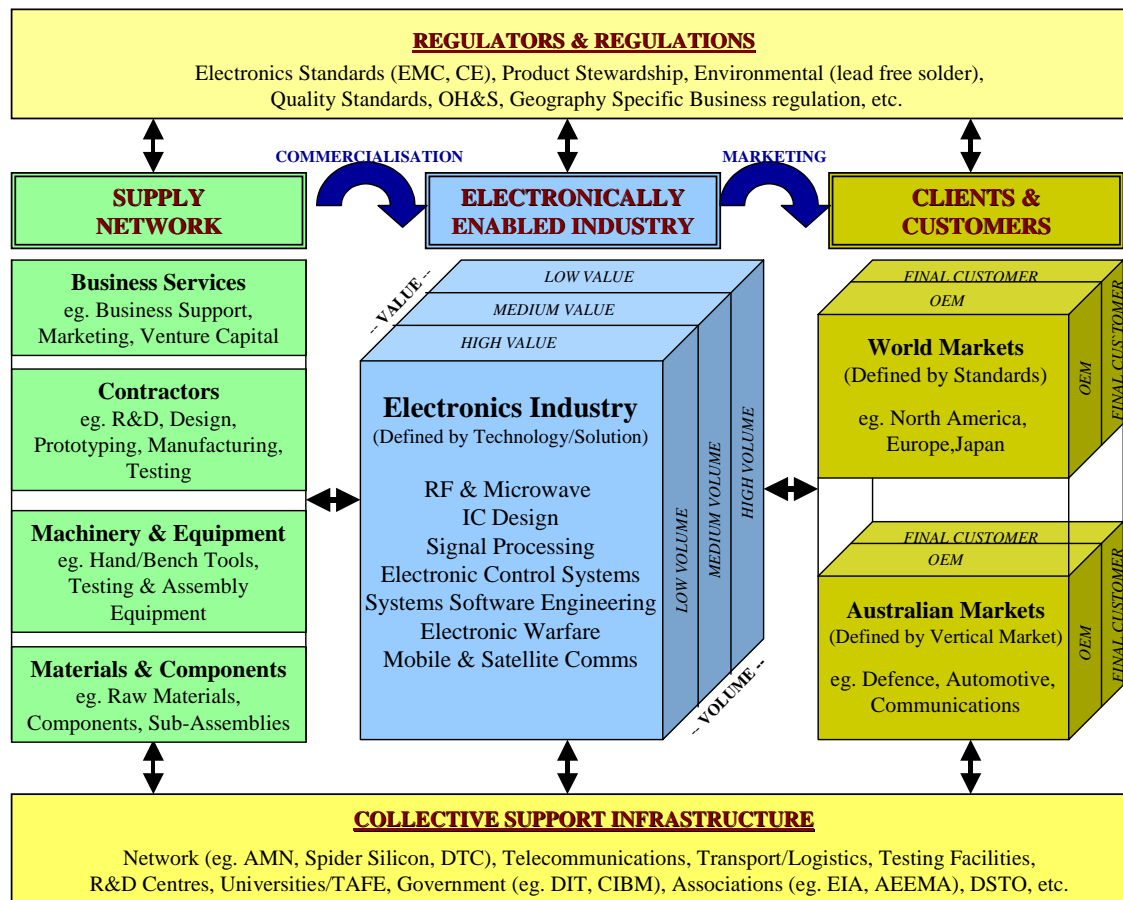 REGULATORS & REGULATIONS
Electronics Standards (EMC, CE), Product Stewardship, Environmental (lead free solder),
Quality Standards, OH&S, Geography Specific Business regulation, etc.
COMMERCIALISATION
MARKETING
SUPPLY
NETWORK
ELECTRONICALLY
ENABLED INDUSTRY
CLIENTS &
CUSTOMERS
Business Services
eg. Business Support,
Marketing, Venture Capital
Contractors
eg. R&D, Design,
Prototyping, Manufacturing,
Testing
Machinery & Equipment
eg. Hand/Bench Tools,
Testing & Assembly
Equipment
Materials & Components
eg. Raw Materials,
Components, Sub-Assemblies
-- VALUE --
LOW VALUE
MEDIUM VALUE
HIGH VALUE
Electronics Industry
(Defined by Technology/Solution)
RF & Microwave
IC Design
Signal Processing
Electronic Control Systems
Systems Software Engineering
Electronic Warfare
Mobile & Satellite Comms
LOW VOLUME
MEDIUM VOLUME
HIGH VOLUME
-- VOLUME --
FINAL CUSTOMER
OEM
World Markets
(Defined by Standards)
eg. North America,
Europe,Japan
OEM
FINAL CUS`TOMER
FINAL CUSTOMER
OEM
Australian Markets
(Defined by Vertical Market)
eg. Defence, Automotive,
Communications
OEM
FINAL CUSTOMER
COLLECTIVE SUPPORT INFRASTRUCTURE
Network (eg. AMN, Spider Silicon, DTC), Telecommunications, Transport/Logistics, Testing Facilities,
R&D Centres, Universities/TAFE, Government (eg. DIT, CIBM), Associations (eg. EIA, AEEMA), DSTO, etc.